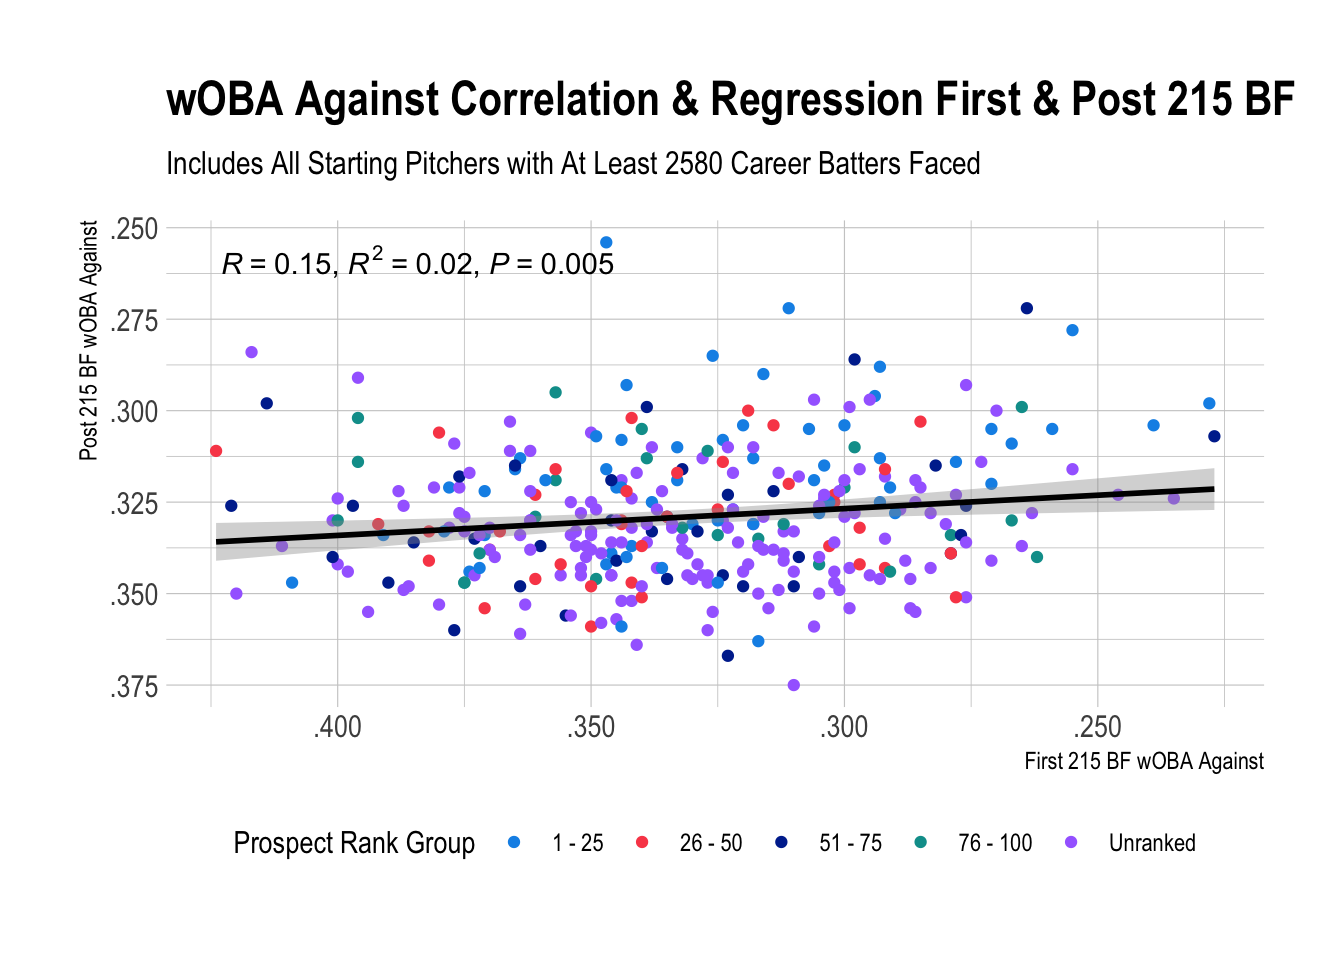 wOBA Against Correlation & Regression First & Post 215 BF
Includes All Starting Pitchers with At Least 2580 Career Batters Faced
Post 215 BF wOBA Against
.250
.275
.300
.325
.350
.375
R = 0.15, R² = 0.02, P = 0.005
.400
.350
.300
.250
First 215 BF wOBA Against
Prospect Rank Group
1 - 25
26 - 50
51 - 75
76 - 100
Unranked